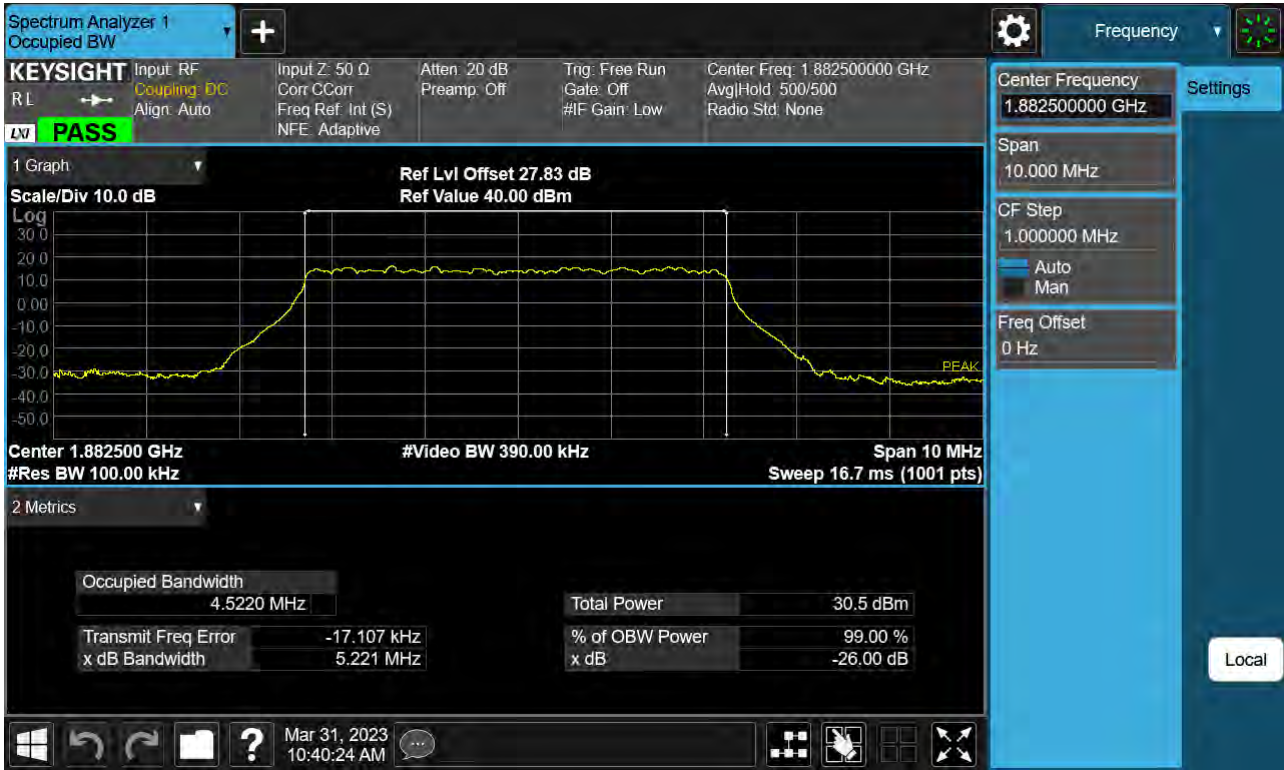 Spectrum Analyzer 1
Occupied BW
Frequency
KEYSIGHT
RL
LXI
PASS
Input: RF
Coupling: DC
Align: Auto
Input Z: 50 Ω
Corr CCorr
Freq Ref: Int (S)
NFE: Adaptive
Atten: 20 dB
Preamp: Off
Trig: Free Run
Gate: Off
#IF Gain: Low
Center Freq: 1.882500000 GHz
Avg|Hold: 500/500
Radio Std: None
Center Frequency
1.882500000 GHz
Settings
Span
10.000 MHz
CF Step
1.000000 MHz
Auto
Man
Freq Offset
0 Hz
Local
1 Graph
Scale/Div 10.0 dB
Ref Lvl Offset 27.83 dB
Ref Value 40.00 dBm
Log
30.0
20.0
10.0
0.00
-10.0
-20.0
-30.0
-40.0
-50.0
PEAK
Center 1.882500 GHz
#Video BW 390.00 kHz
Span 10 MHz
#Res BW 100.00 kHz
Sweep 16.7 ms (1001 pts)
2 Metrics
Occupied Bandwidth
4.5220 MHz
Total Power 30.5 dBm
Transmit Freq Error -17.107 kHz
% of OBW Power 99.00 %
x dB Bandwidth 5.221 MHz
x dB -26.00 dB
?
Mar 31, 2023
10:40:24 AM